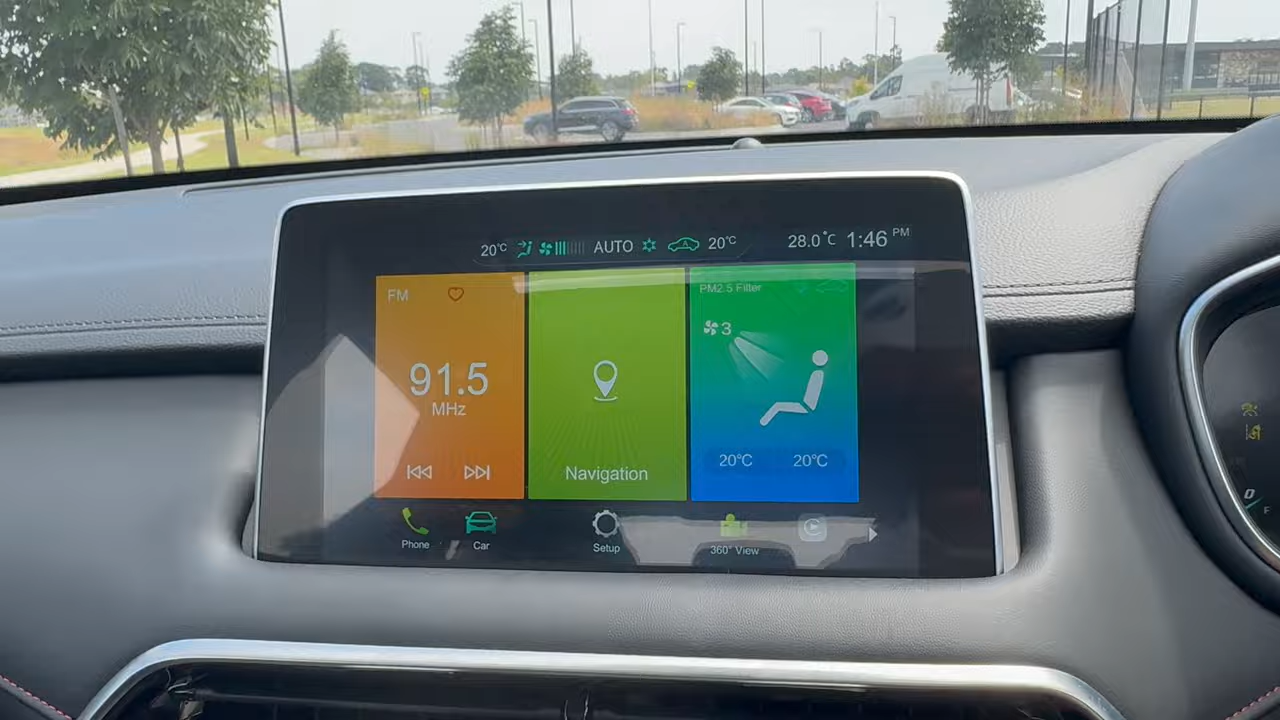 20°C AUTO 20°C 28.0°C 1:46 PM
FM
91.5
MHz
Navigation
PM2.5 Filter
3
20°C 20°C
Phone Car Setup 360° View
0
F